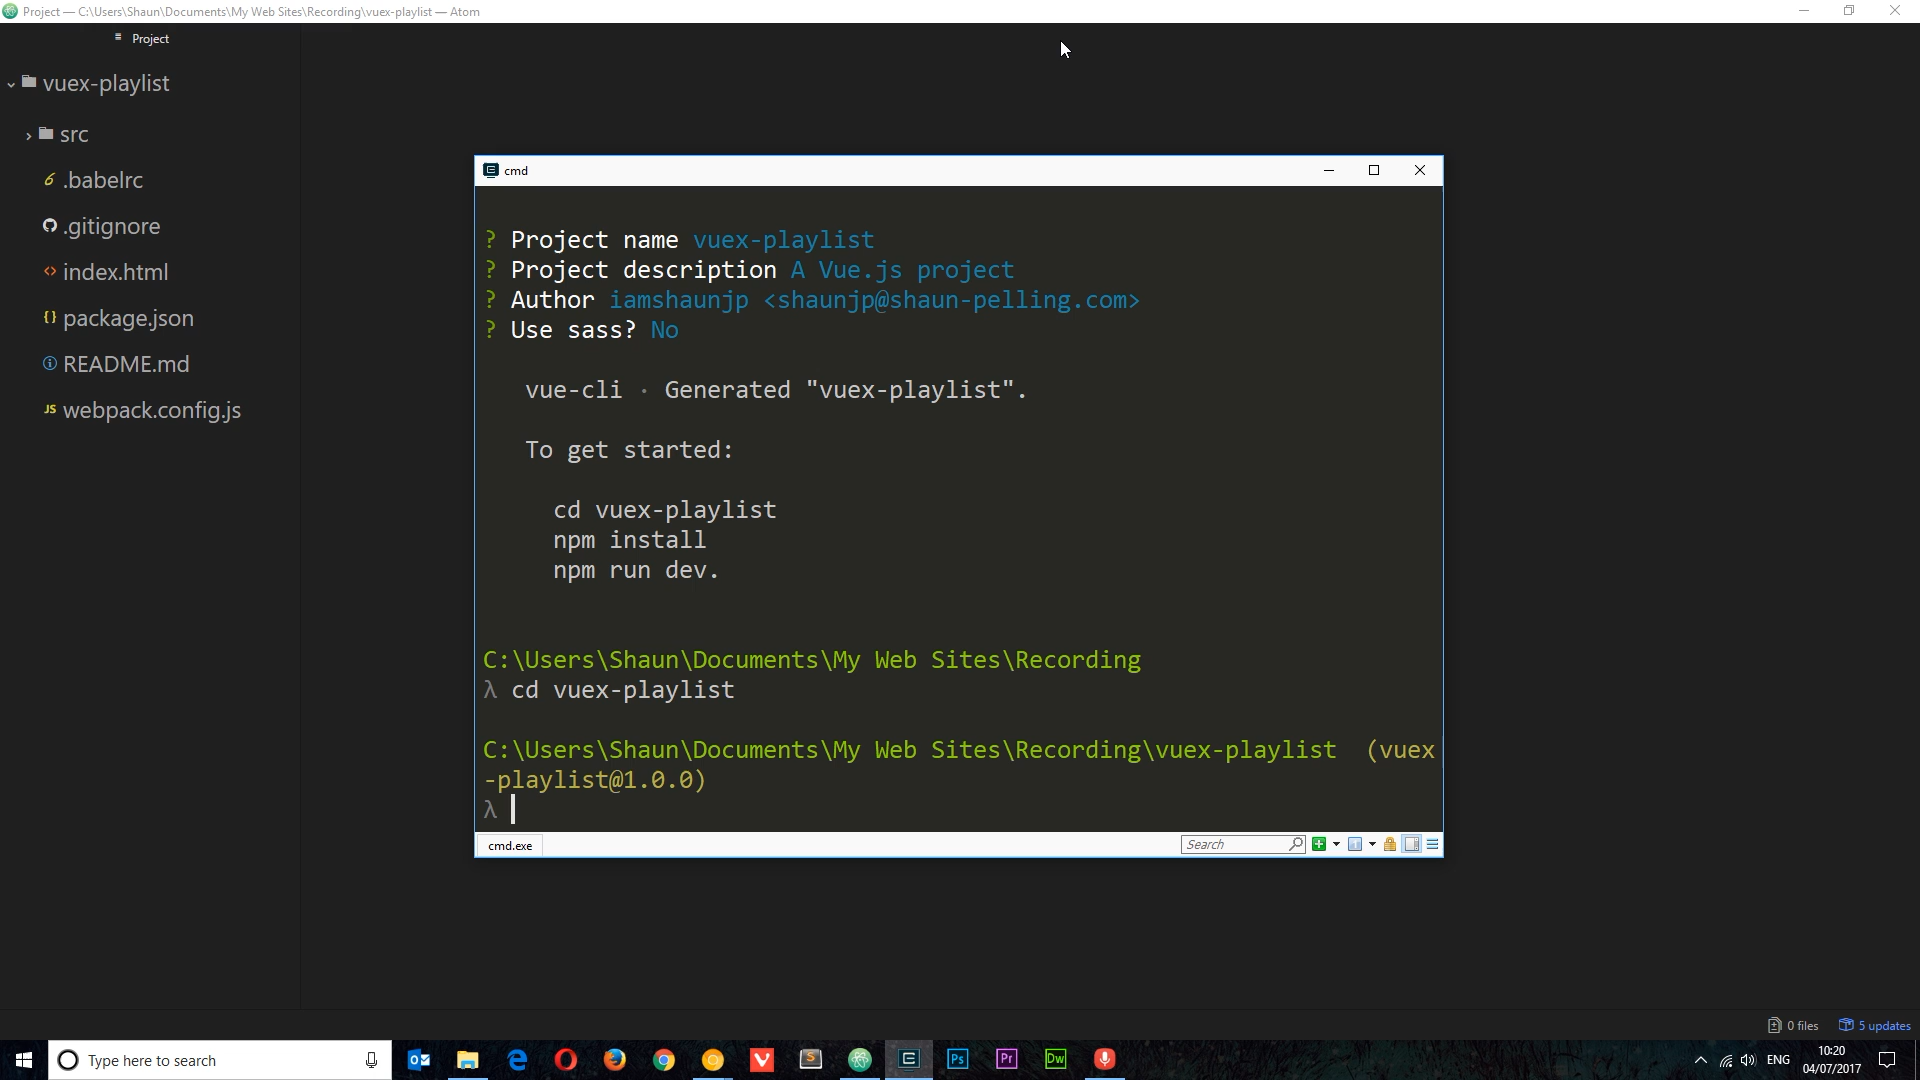 Project — C:\Users\Shaun\Documents\My Web Sites\Recording\vuex-playlist — Atom
Project
vuex-playlist
src
.babelrc
.gitignore
index.html
package.json
README.md
webpack.config.js
cmd
? Project name vuex-playlist
? Project description A Vue.js project
? Author iamshaunjp <shaunjp@shaun-pelling.com>
? Use sass? No
vue-cli · Generated "vuex-playlist".
To get started:
cd vuex-playlist
npm install
npm run dev.
C:\Users\Shaun\Documents\My Web Sites\Recording
λ cd vuex-playlist
C:\Users\Shaun\Documents\My Web Sites\Recording\vuex-playlist (vuex
-playlist@1.0.0)
λ
cmd.exe
Search
0 files
5 updates
Type here to search
Ps
Pr
Dw
ENG
10:20
04/07/2017